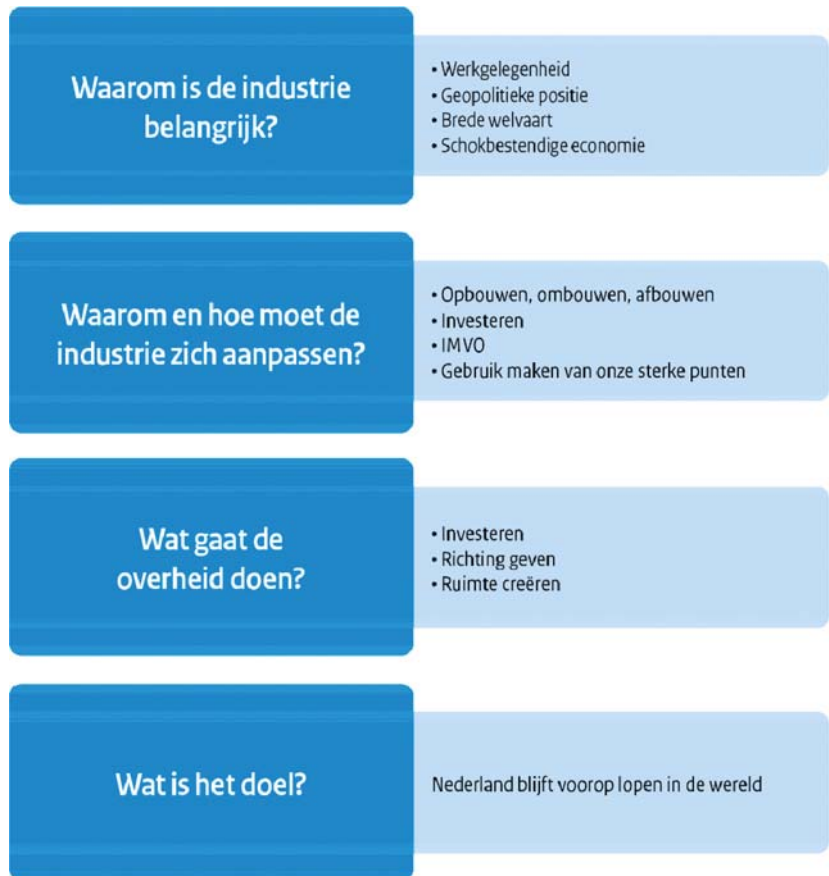 Waarom is de industrie
belangrijk?
• Werkgelegenheid
• Geopolitieke positie
• Brede welvaart
• Schokbestendige economie
Waarom en hoe moet de
industrie zich aanpassen?
• Opbouwen, ombouwen, afbouwen
• Investeren
• IMVO
• Gebruik maken van onze sterke punten
Wat gaat de
overheid doen?
• Investeren
• Richting geven
• Ruimte creëren
Wat is het doel?
Nederland blijft voorop lopen in de wereld